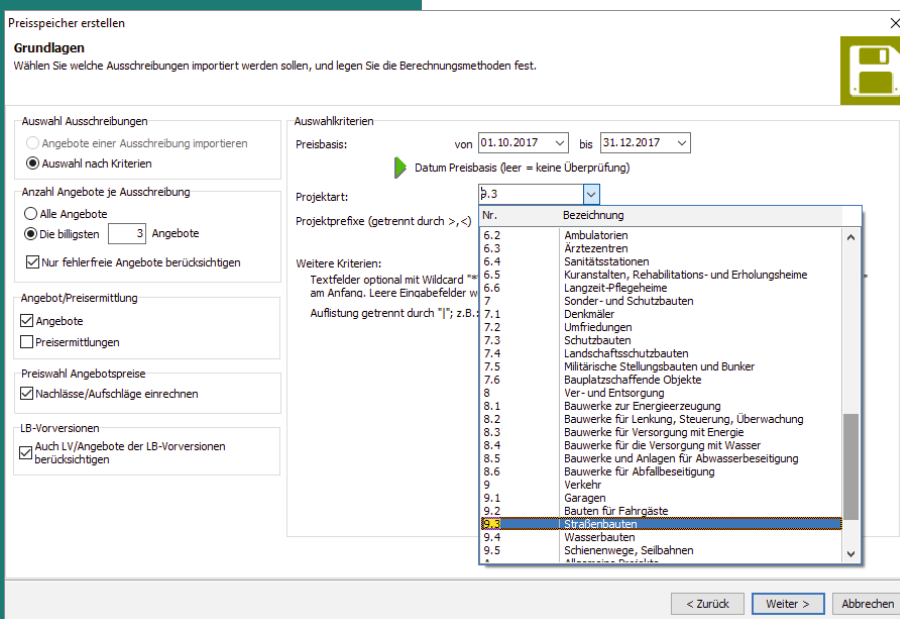 Preisspeicher erstellen
Grundlagen
Wählen Sie welche Ausschreibungen importiert werden sollen, und legen Sie die Berechnungsmethoden fest.
Auswahl Ausschreibungen
Angebote einer Ausschreibung importieren
Auswahl nach Kriterien
Anzahl Angebote je Ausschreibung
Alle Angebote
Die billigsten 3 Angebote
Nur fehlerfreie Angebote berücksichtigen
Angebot/Preisermittlung
Angebote
Preisermittlungen
Preiswahl Angebotspreise
Nachlässe/Aufschläge einrechnen
LB-Vorversionen
Auch LV/Angebote der LB-Vorversionen
berücksichtigen
Auswahlkriterien
Preisbasis: von 01.10.2017 bis 31.12.2017
Datum Preisbasis (leer = keine Überprüfung)
Projektart: 9.3
Projektprefixe (getrennt durch >,<)
Weitere Kriterien:
Textfelder optional mit Wildcard "*
am Anfang. Leere Eingabefelder w
Auflistung getrennt durch "|"; z.B.:
Nr. Bezeichnung
6.2 Ambulatorien
6.3 Ärztezentren
6.4 Sanitätsstationen
6.5 Kuranstalten, Rehabilitations- und Erholungsheime
6.6 Langzeit-Pflegeheime
7 Sonder- und Schutzbauten
7.1 Denkmäler
7.2 Umfriedungen
7.3 Schutzbauten
7.4 Landschaftsschutzbauten
7.5 Militärische Stellungsbauten und Bunker
7.6 Bauplatzschaffende Objekte
8 Ver- und Entsorgung
8.1 Bauwerke zur Energieerzeugung
8.2 Bauwerke für Lenkung, Steuerung, Überwachung
8.3 Bauwerke für Versorgung mit Energie
8.4 Bauwerke für die Versorgung mit Wasser
8.5 Bauwerke und Anlagen für Abwasserbeseitigung
8.6 Bauwerke für Abfallbeseitigung
9 Verkehr
9.1 Garagen
9.2 Bauten für Fahrgäste
9.3 Straßenbauten
9.4 Wasserbauten
9.5 Schienenwege, Seilbahnen
A Allgemeine Projekte
< Zurück
Weiter >
Abbrechen